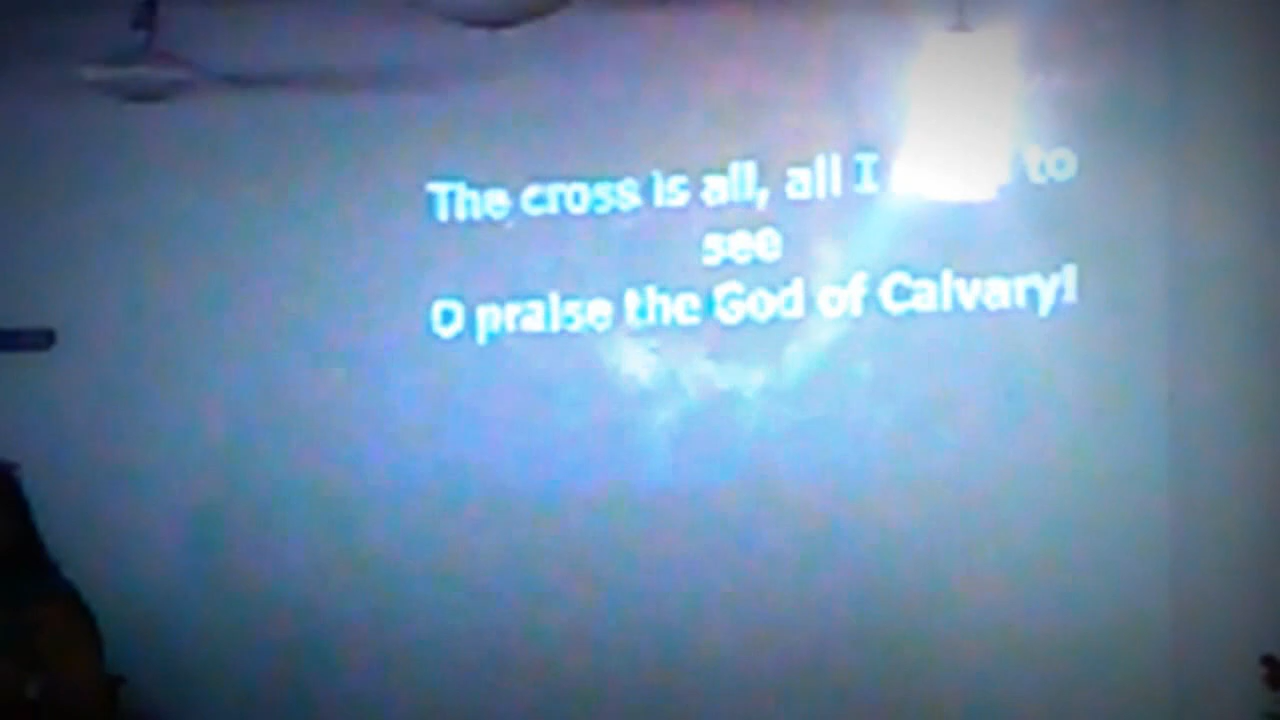 The cross is all, all I to
see
O praise the God of Calvary!